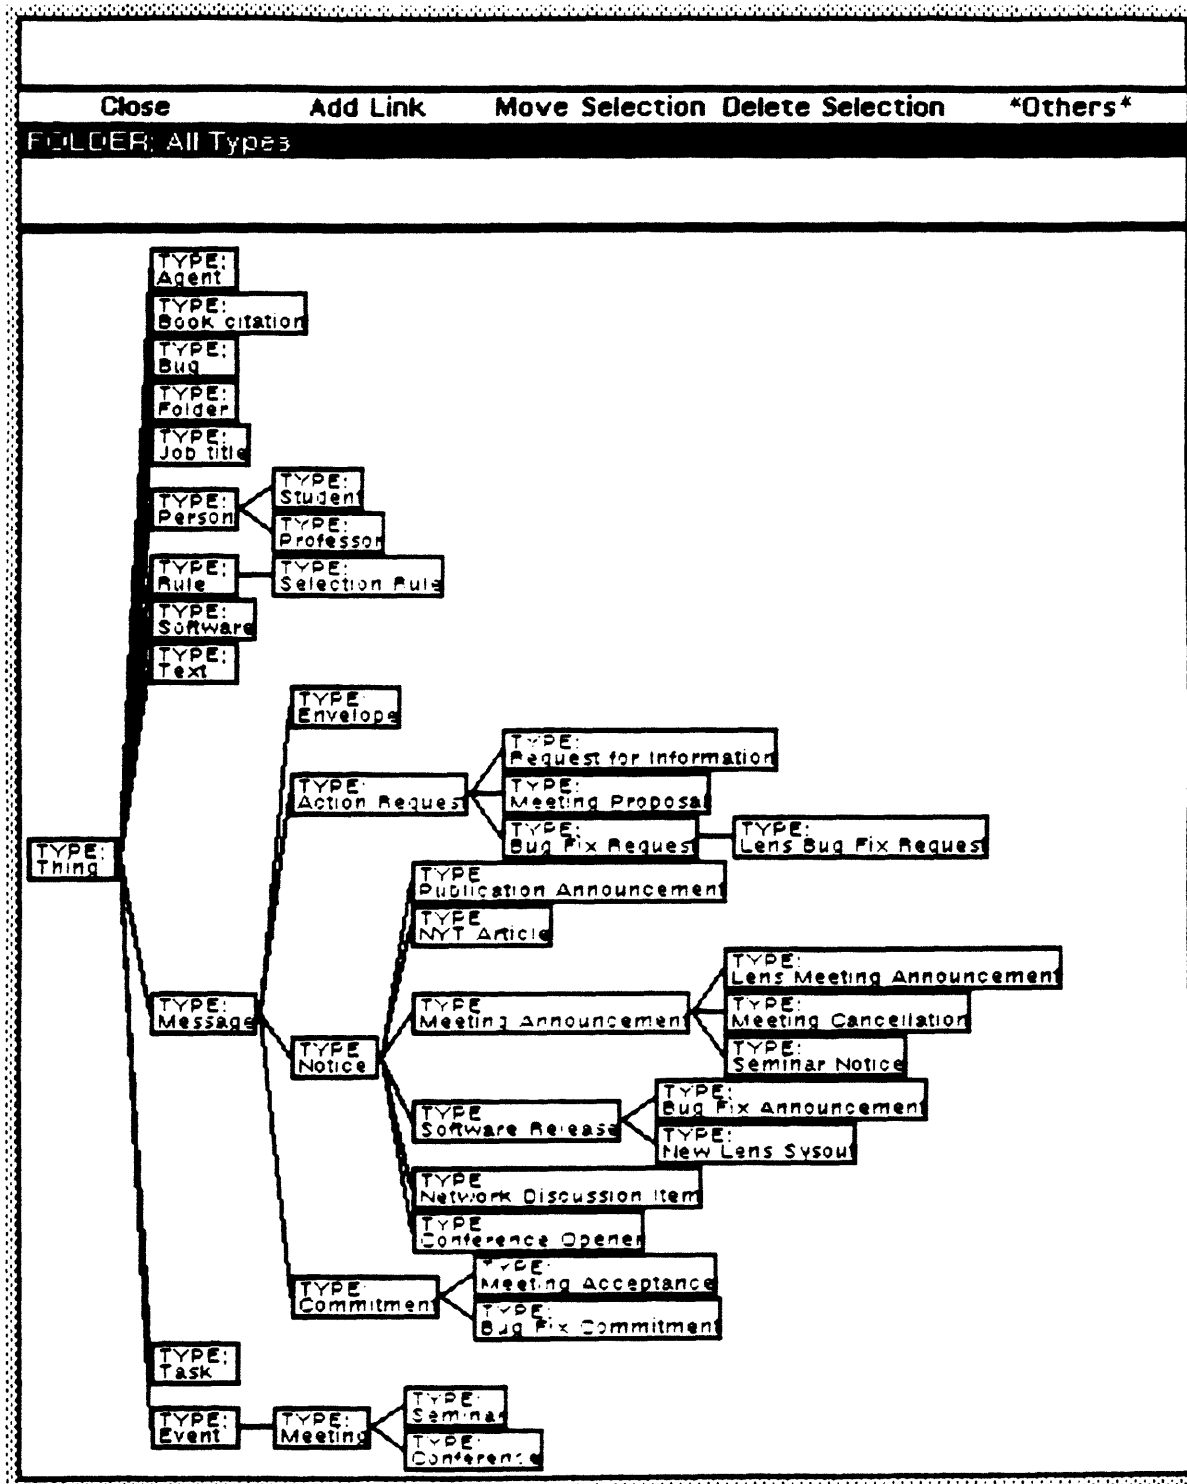 Close Add Link Move Selection Delete Selection *Others*
FOLDER: All Types
TYPE:
Agent
TYPE:
Book citation
TYPE:
Bug
TYPE:
Folder
TYPE:
Job title
TYPE:
Person
TYPE:
Student
TYPE:
Professor
TYPE:
Rule
TYPE:
Selection Rule
TYPE:
Software
TYPE:
Text
TYPE:
Envelope
TYPE:
Action Request
TYPE:
Request for Information
TYPE:
Meeting Proposal
TYPE:
Bug Fix Request
TYPE:
Lens Bug Fix Request
TYPE:
Thing
TYPE
Publication Announcement
TYPE
NYT Article
TYPE:
Message
TYPE
Notice
TYPE
Meeting Announcement
TYPE:
Lens Meeting Announcement
TYPE:
Meeting Cancellation
TYPE:
Seminar Notice
TYPE
Software Release
TYPE:
Bug Fix Announcement
TYPE:
New Lens Sysout
TYPE
Network Discussion Item
TYPE
Conference Opener
TYPE:
Commitment
TYPE:
Meeting Acceptance
TYPE:
Bug Fix Commitment
TYPE:
Task
TYPE:
Event
TYPE:
Meeting
TYPE:
Seminar
TYPE:
Conference